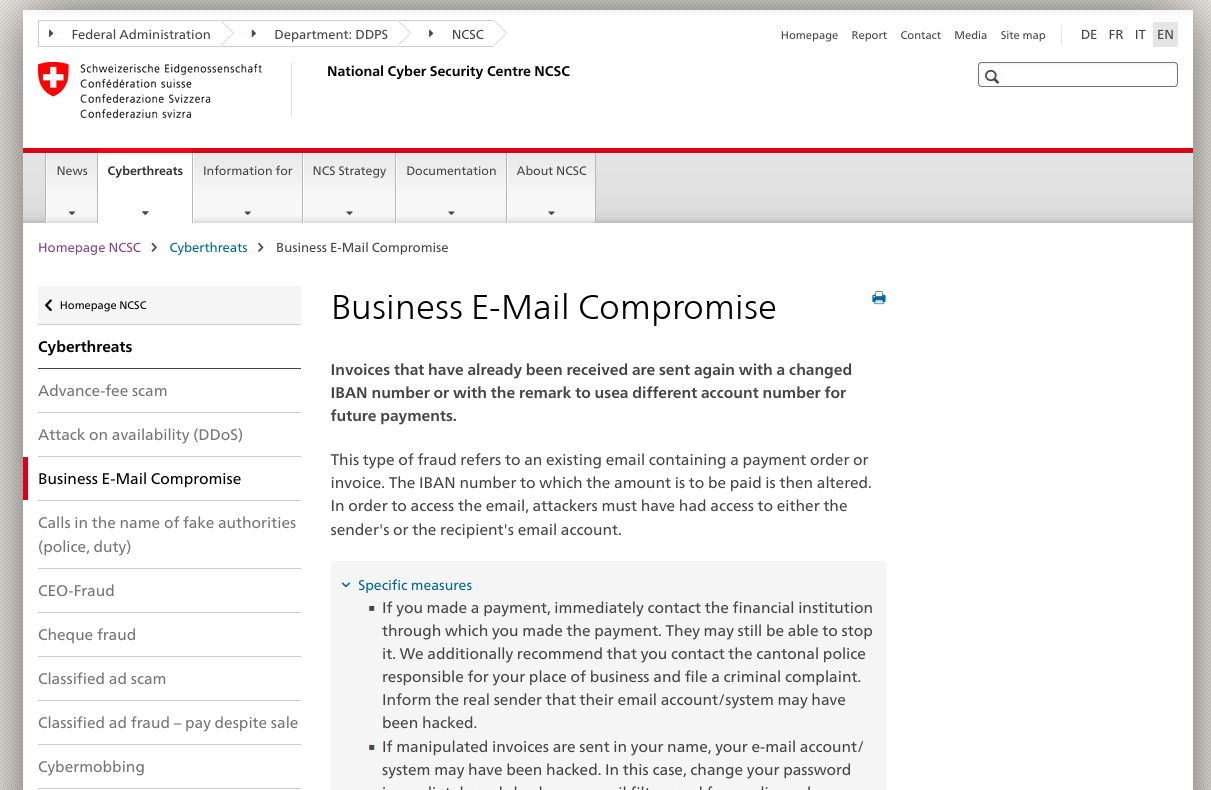 Federal Administration
Department: DDPS
NCSC
Homepage
Report
Contact
Media
Site map
DE
FR
IT
EN
Schweizerische Eidgenossenschaft
Confédération suisse
Confederazione Svizzera
Confederaziun svizra
National Cyber Security Centre NCSC
News
Cyberthreats
Information for
NCS Strategy
Documentation
About NCSC
Homepage NCSC
Cyberthreats
Business E-Mail Compromise
Homepage NCSC
Cyberthreats
Advance-fee scam
Attack on availability (DDoS)
Business E-Mail Compromise
Calls in the name of fake authorities
(police, duty)
CEO-Fraud
Cheque fraud
Classified ad scam
Classified ad fraud – pay despite sale
Cybermobbing
Business E-Mail Compromise
Invoices that have already been received are sent again with a changed
IBAN number or with the remark to usea different account number for
future payments.
This type of fraud refers to an existing email containing a payment order or
invoice. The IBAN number to which the amount is to be paid is then altered.
In order to access the email, attackers must have had access to either the
sender's or the recipient's email account.
Specific measures
If you made a payment, immediately contact the financial institution
through which you made the payment. They may still be able to stop
it. We additionally recommend that you contact the cantonal police
responsible for your place of business and file a criminal complaint.
Inform the real sender that their email account/system may have
been hacked.
If manipulated invoices are sent in your name, your e-mail account/
system may have been hacked. In this case, change your password